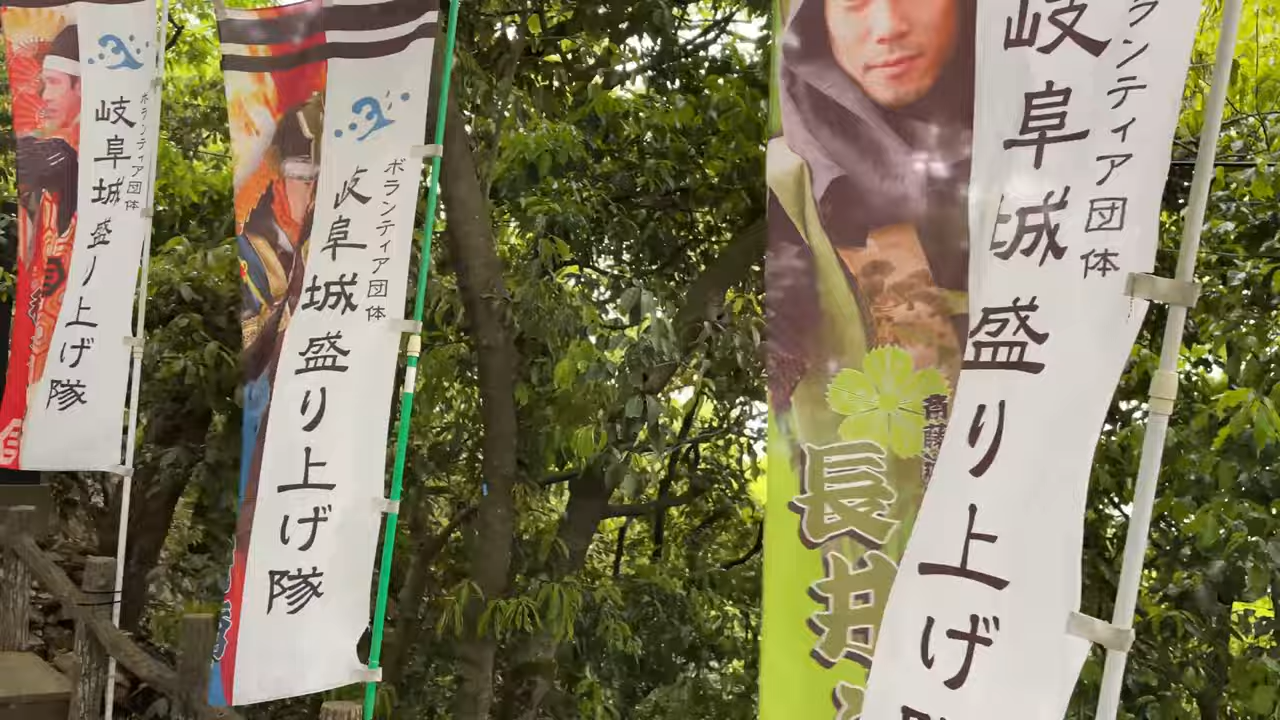 ボランティア団体
岐阜城盛り上げ隊
ボランティア団体
岐阜城盛り上げ隊
ランティア団体
岐阜城盛り上げ
斎藤
長井